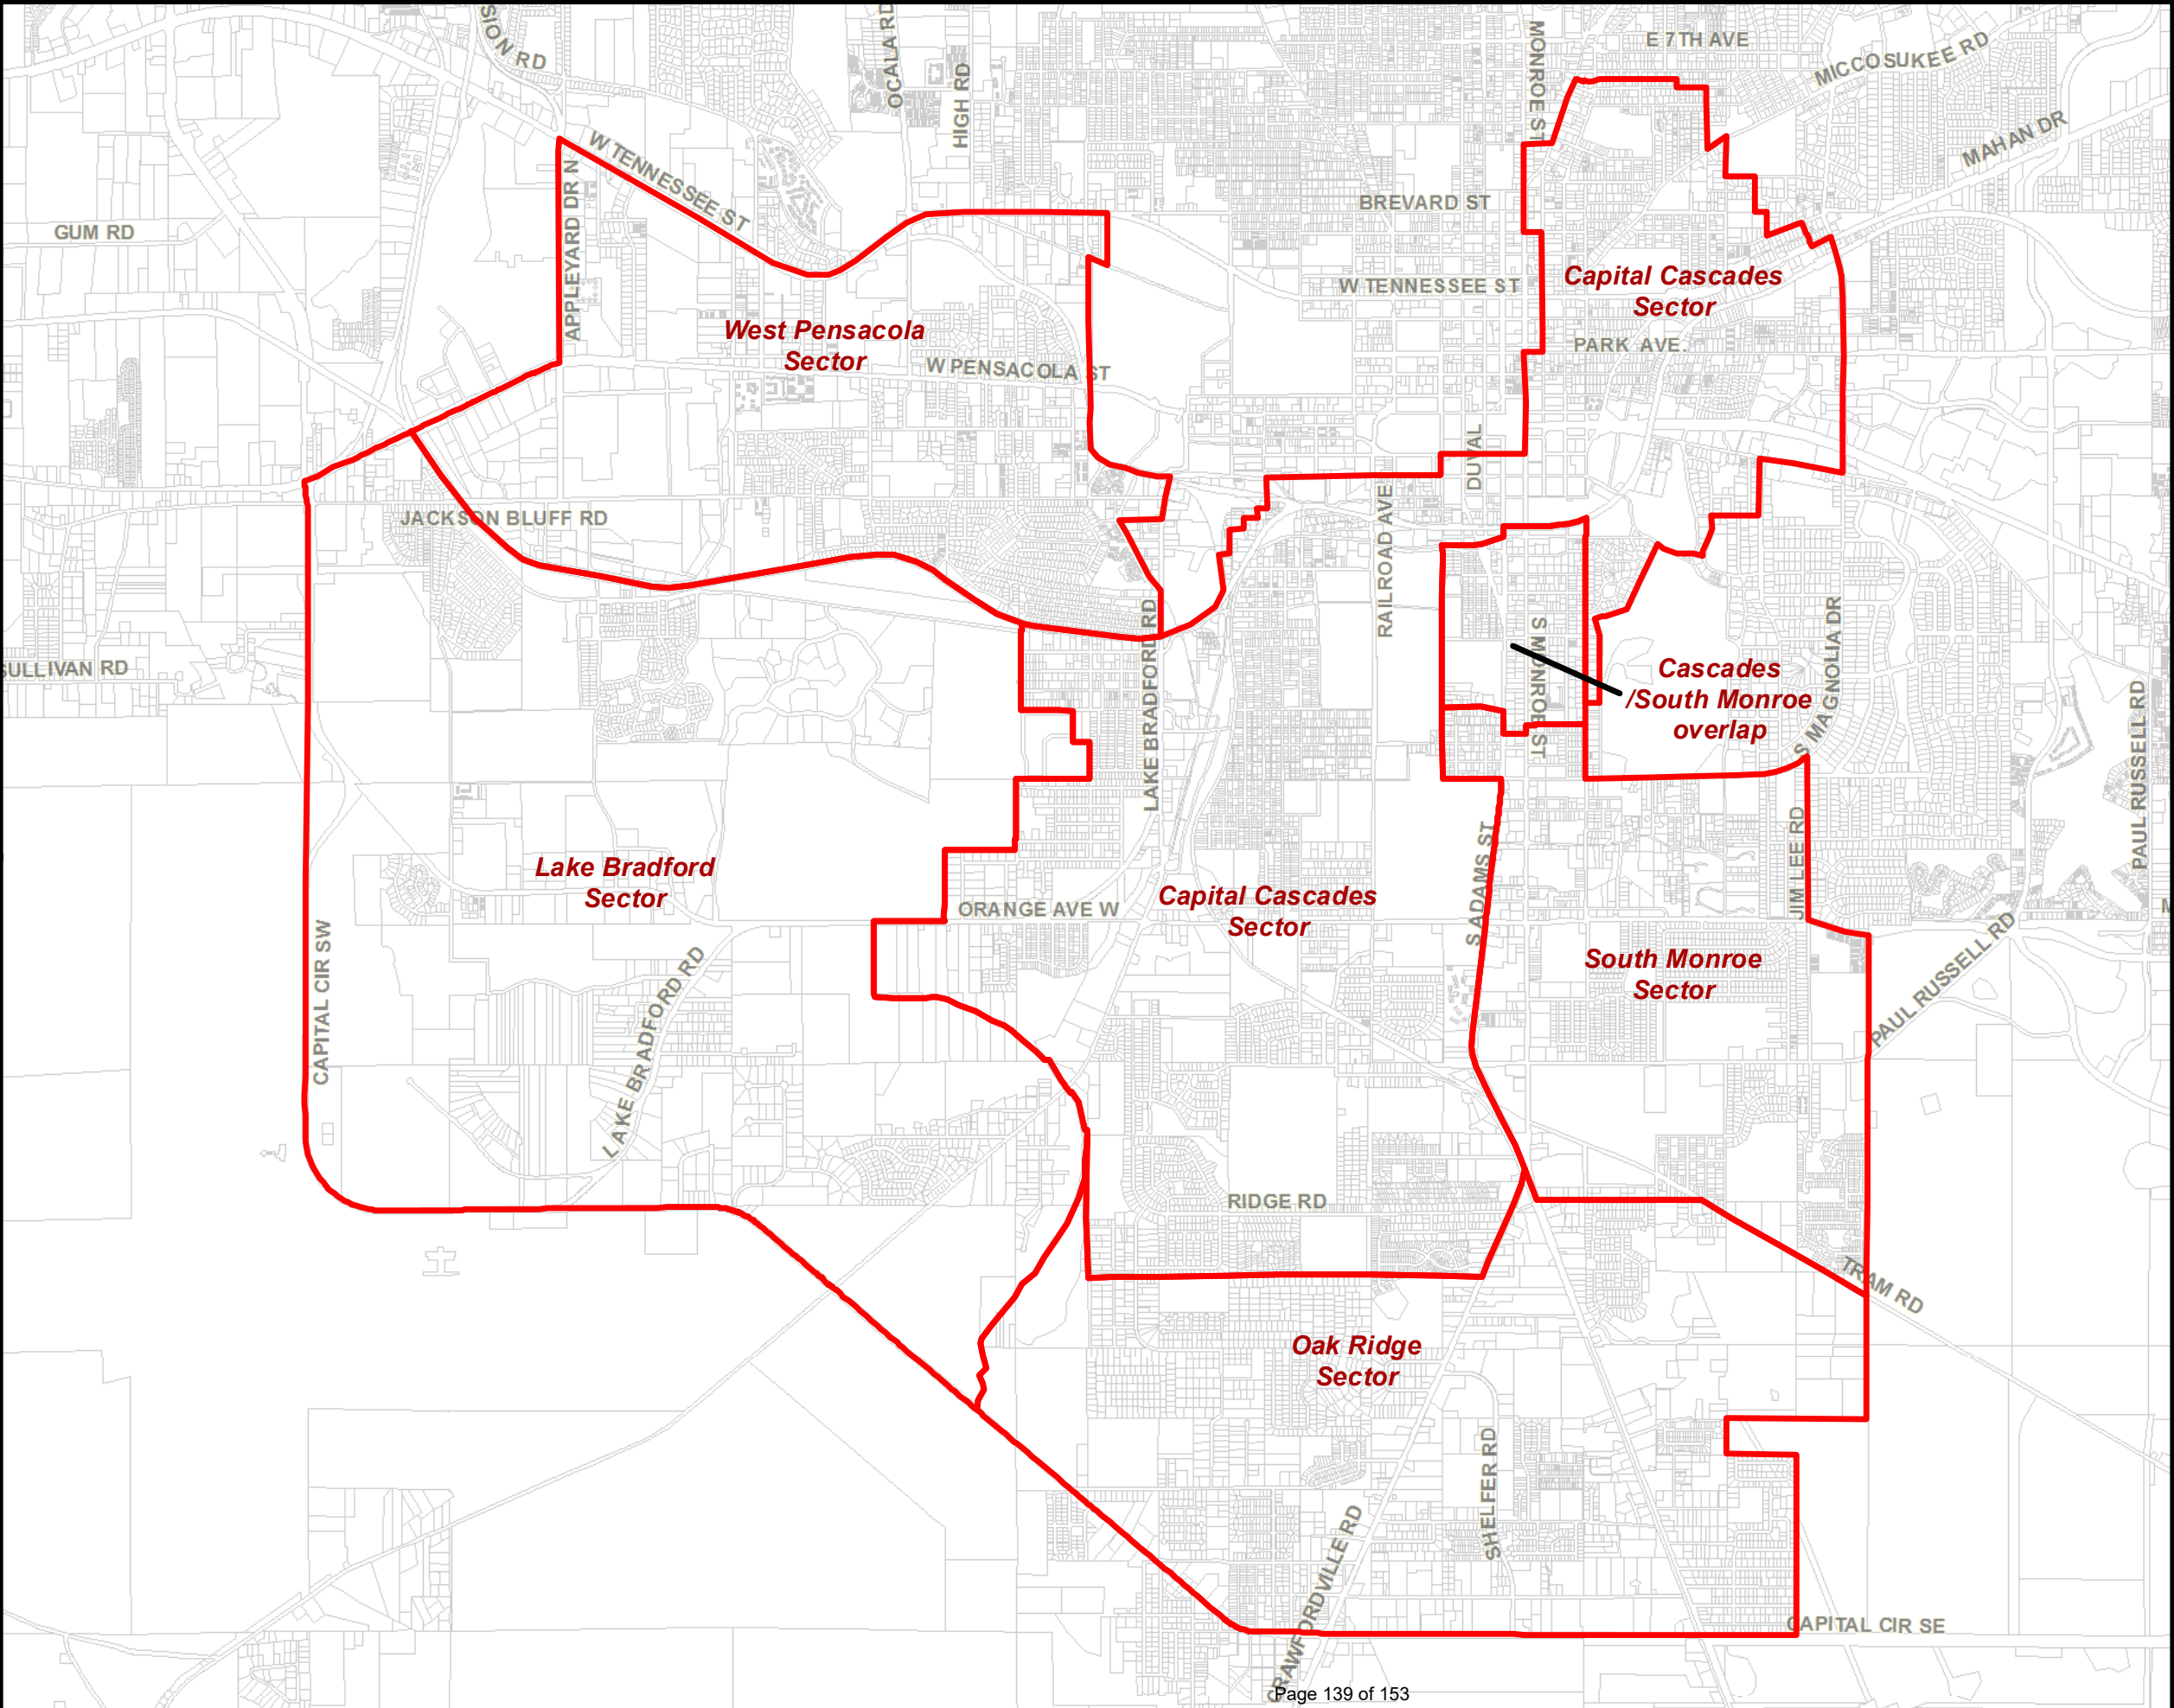 SION RD
OCALA RD
HIGH RD
MONROE ST
E 7TH AVE
MICCOSUKEE RD
MAHAN DR
W TENNESSEE ST
APPLEYARD DR N
GUM RD
BREVARD ST
W TENNESSEE ST
Capital Cascades
Sector
PARK AVE.
West Pensacola
Sector
W PENSACOLA ST
DUVAL
RAILROAD AVE
JACKSON BLUFF RD
SULLIVAN RD
LAKE BRADFORD RD
S MONROE ST
Cascades
/South Monroe
overlap
S MAGNOLIA DR
PAUL RUSSELL RD
JIM LEE RD
S ADAMS ST
Lake Bradford
Sector
ORANGE AVE W
Capital Cascades
Sector
South Monroe
Sector
PAUL RUSSELL RD
CAPITAL CIR SW
LAKE BRADFORD RD
RIDGE RD
TRAM RD
Oak Ridge
Sector
SHELFER RD
CRAWFORDVILLE RD
CAPITAL CIR SE
Page 139 of 153